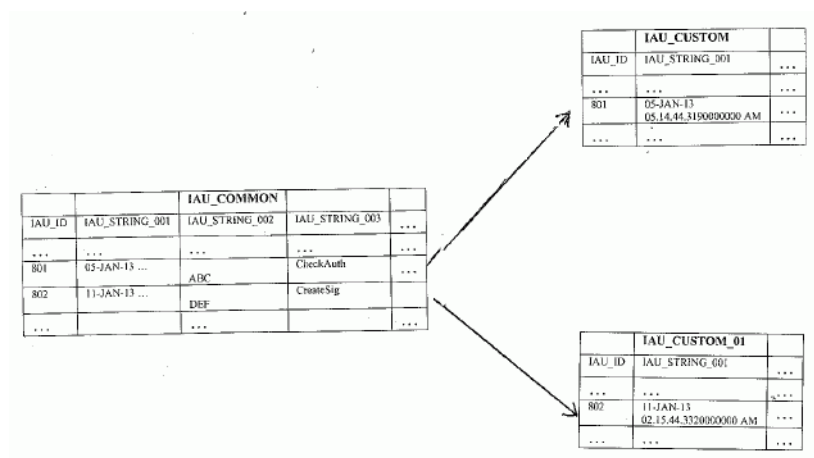 IAU_CUSTOM
IAU_ID IAU_STRING_001 ...
... ...
801 05-JAN-13 ...
05.14.44.3190000000 AM
... ... ...
IAU_COMMON
IAU_ID IAU_STRING_001 IAU_STRING_002 IAU_STRING_003 ...
... ... ... ... ...
801 05-JAN-13 ... ABC CheckAuth ...
802 11-JAN-13 ... DEF CreateSig
... ... ...
IAU_CUSTOM_01
IAU_ID IAU_STRING_001 ...
... ... ...
802 11-JAN-13 ...
02.15.44.3320000000 AM
... ... ...